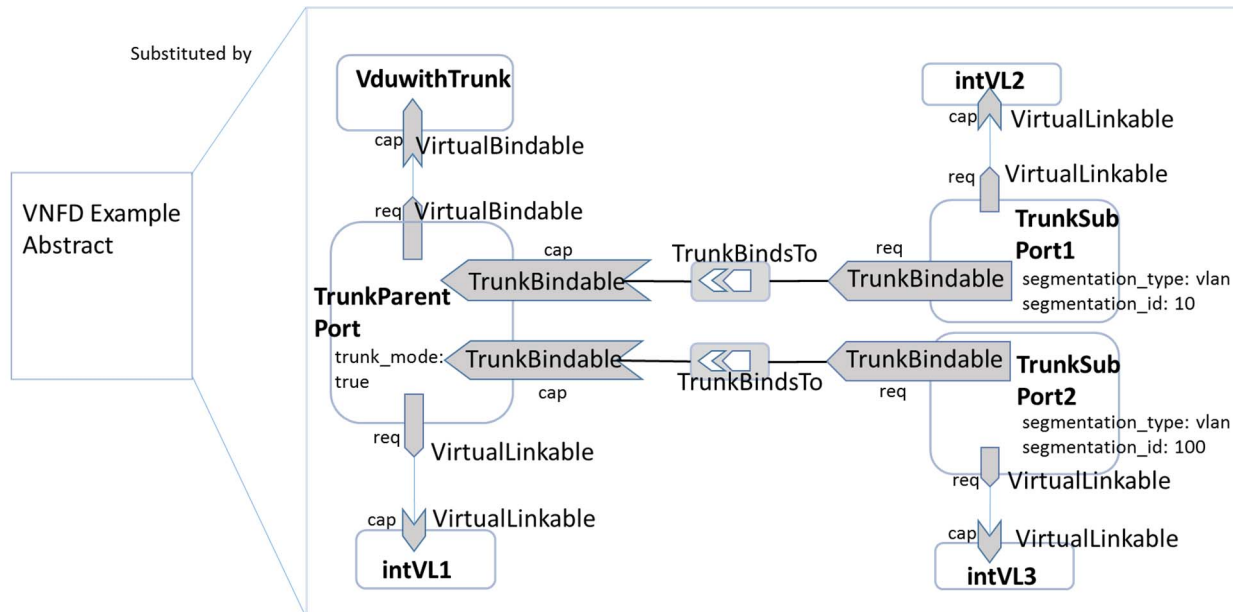 Substituted by
VNFD Example
Abstract
VduwithTrunk
cap
VirtualBindable
req
VirtualBindable
TrunkParent
Port
trunk_mode:
true
cap
TrunkBindable
TrunkBindable
cap
TrunkBindsTo
TrunkBindsTo
req
TrunkBindable
TrunkBindable
req
req
VirtualLinkable
cap
VirtualLinkable
intVL1
intVL2
cap
VirtualLinkable
req
VirtualLinkable
TrunkSub
Port1
segmentation_type: vlan
segmentation_id: 10
TrunkSub
Port2
segmentation_type: vlan
segmentation_id: 100
req
VirtualLinkable
cap
VirtualLinkable
intVL3